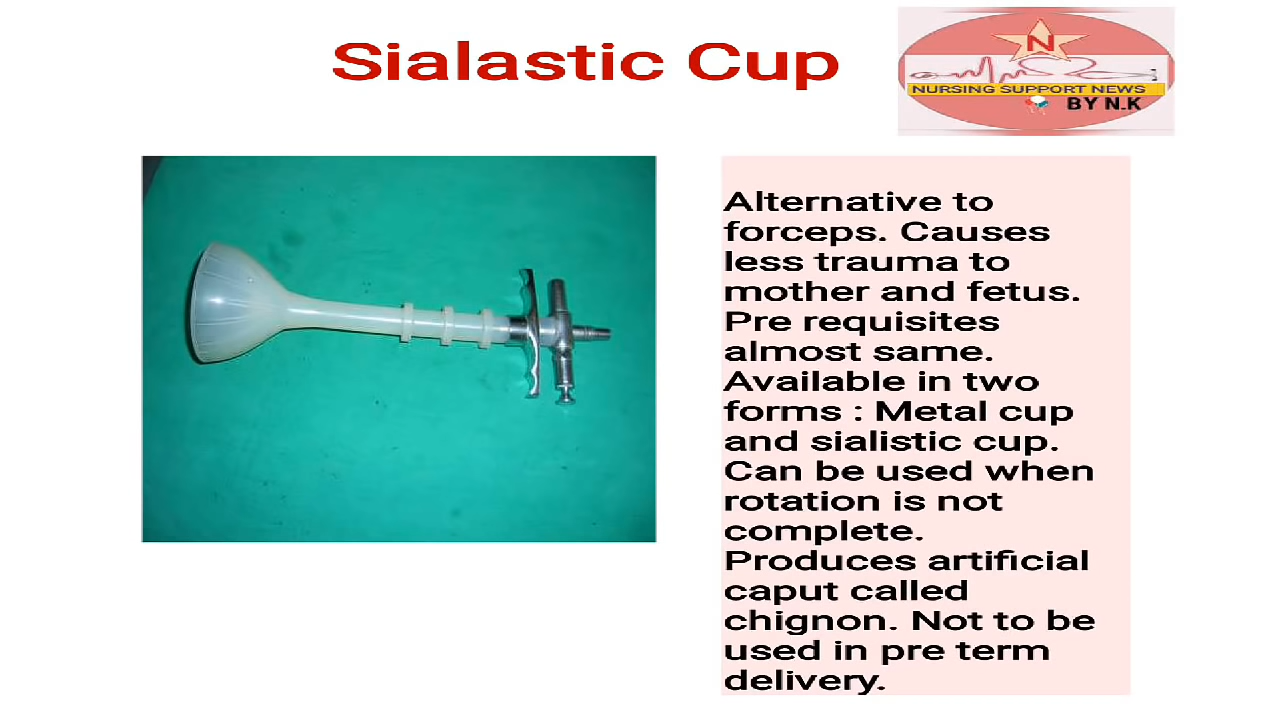 Sialastic Cup
N
NURSING SUPPORT NEWS
BY N.K
Alternative to
forceps. Causes
less trauma to
mother and fetus.
Pre requisites
almost same.
Available in two
forms : Metal cup
and sialistic cup.
Can be used when
rotation is not
complete.
Produces artificial
caput called
chignon. Not to be
used in pre term
delivery.